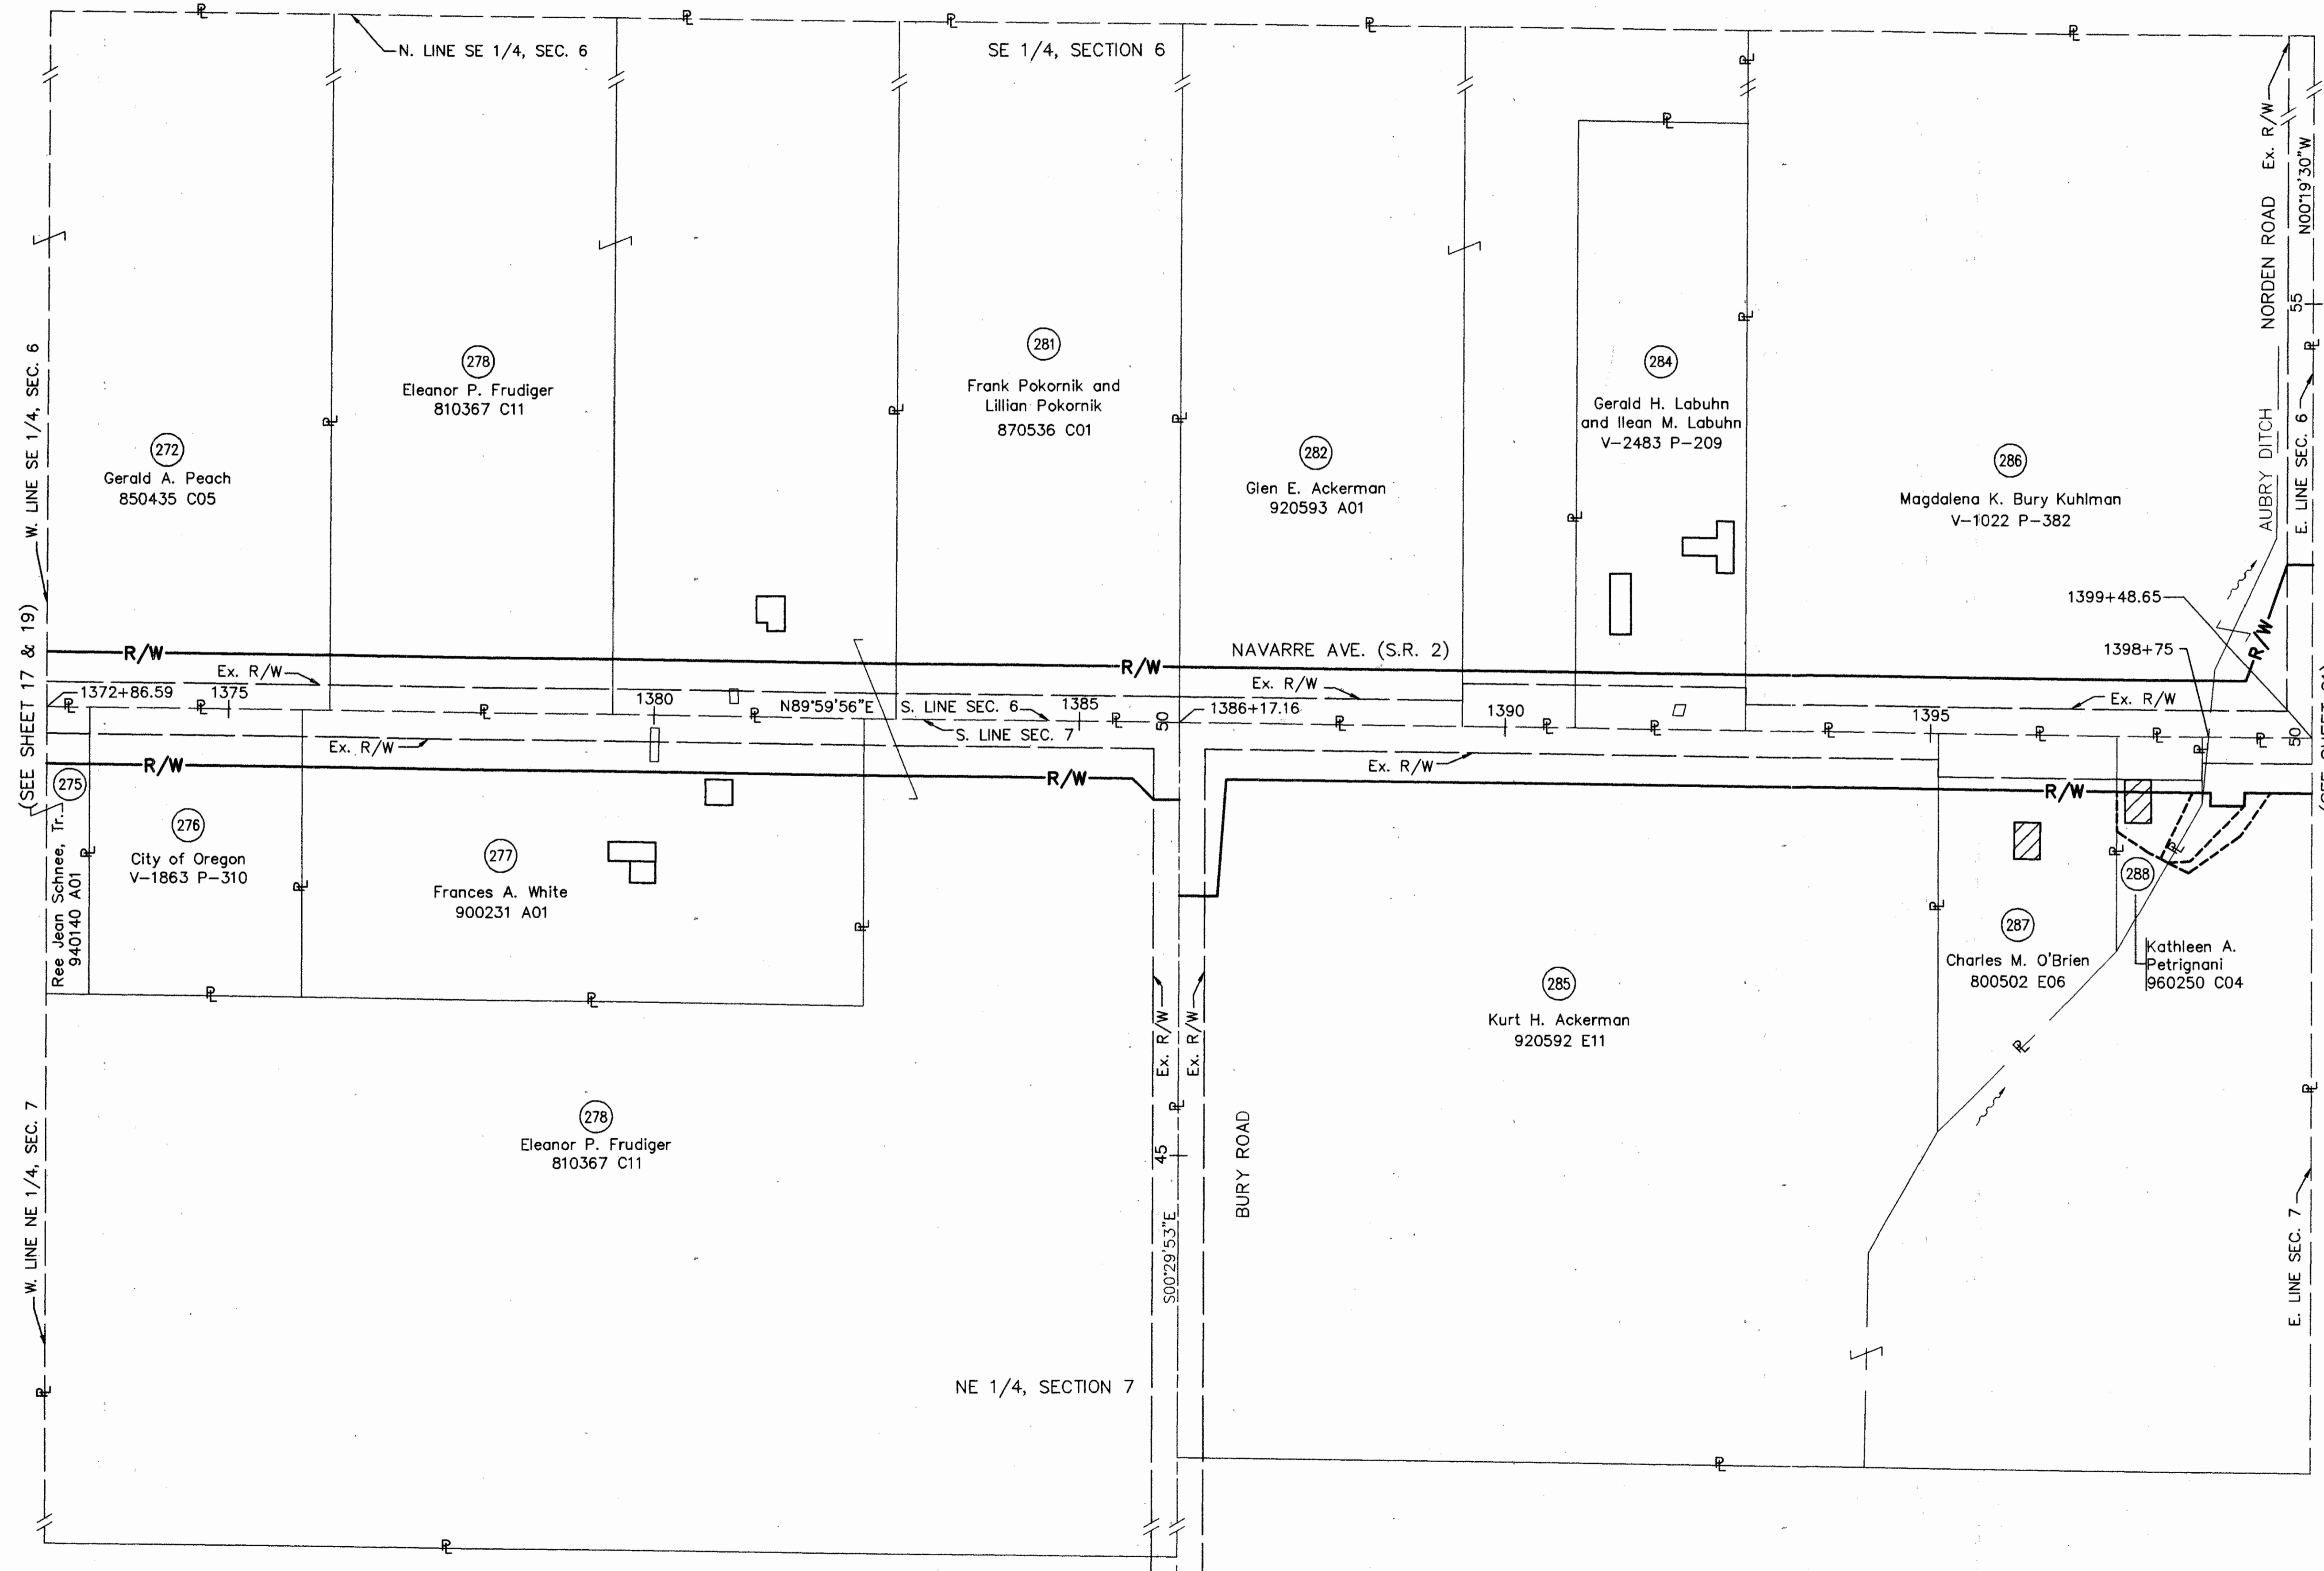 N. LINE SE 1/4, SEC. 6
SE 1/4, SECTION 6
W. LINE SE 1/4, SEC. 6
(SEE SHEET 17 & 19)
272
Gerald A. Peach
850435 C05
278
Eleanor P. Frudiger
810367 C11
281
Frank Pokornik and
Lillian Pokornik
870536 C01
282
Glen E. Ackerman
920593 A01
284
Gerald H. Labuhn
and Ilean M. Labuhn
V-2483 P-209
286
Magdalena K. Bury Kuhlman
V-1022 P-382
AUBRY DITCH
NORDEN ROAD
Ex. R/W
N00°19'30"W
55
E. LINE SEC. 6
1399+48.65
1398+75
R/W
R/W
R/W
NAVARRE AVE. (S.R. 2)
Ex. R/W
Ex. R/W
Ex. R/W
1372+86.59
1375
1380
N89°59'56"E
S. LINE SEC. 6
S. LINE SEC. 7
1385
50
1386+17.16
1390
1395
50
Ex. R/W
Ex. R/W
R/W
R/W
R/W
275
Ree Jean Schnee, Tr.
940140 A01
276
City of Oregon
V-1863 P-310
277
Frances A. White
900231 A01
278
Eleanor P. Frudiger
810367 C11
W. LINE NE 1/4, SEC. 7
NE 1/4, SECTION 7
Ex. R/W
Ex. R/W
45
S00°29'53"E
BURY ROAD
285
Kurt H. Ackerman
920592 E11
287
Charles M. O'Brien
800502 E06
288
Kathleen A.
Petrignani
960250 C04
E. LINE SEC. 7